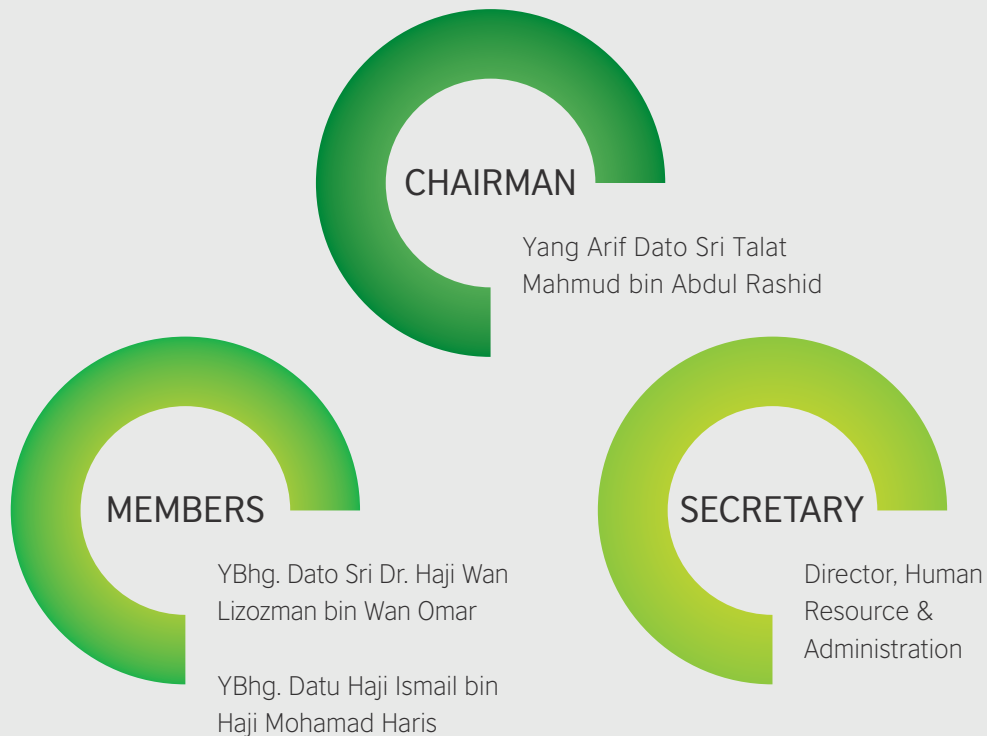 CHAIRMAN
Yang Arif Dato Sri Talat
Mahmud bin Abdul Rashid
MEMBERS
YBhg. Dato Sri Dr. Haji Wan
Lizozman bin Wan Omar
YBhg. Datu Haji Ismail bin
Haji Mohamad Haris
SECRETARY
Director, Human
Resource &
Administration